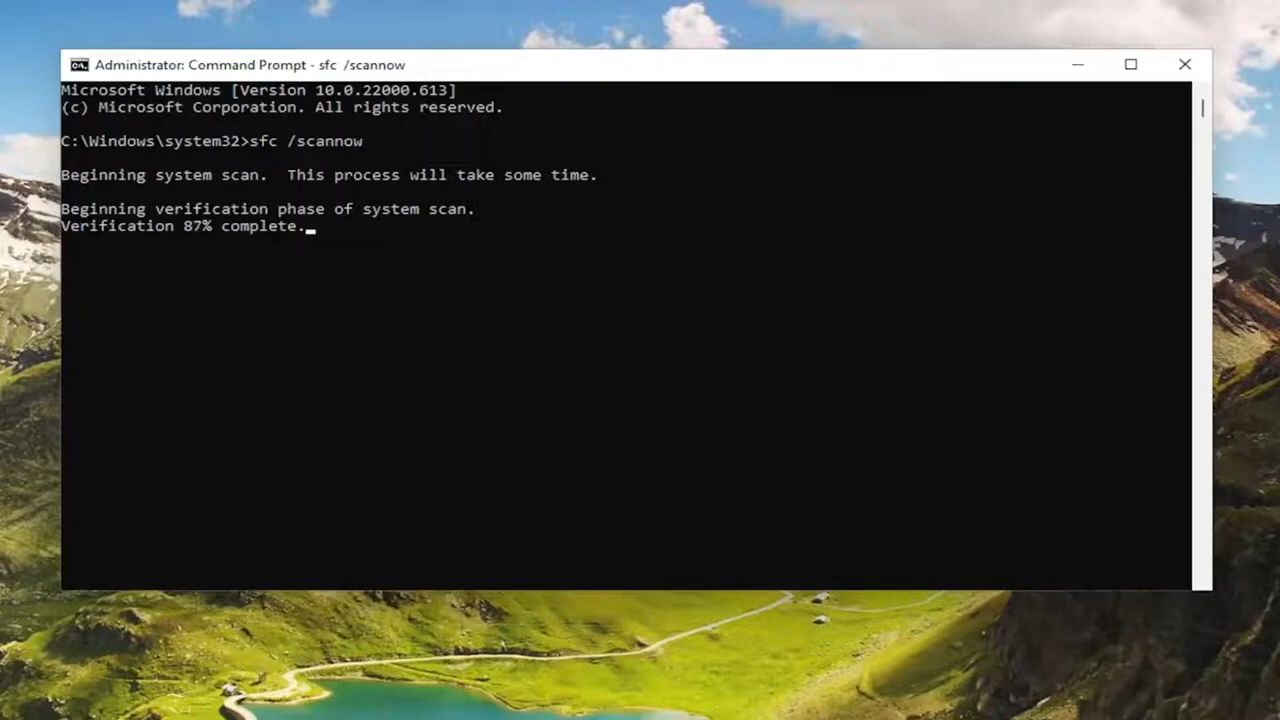 Administrator: Command Prompt - sfc /scannow
Microsoft Windows [Version 10.0.22000.613]
(c) Microsoft Corporation. All rights reserved.
C:\Windows\system32>sfc /scannow
Beginning system scan.  This process will take some time.
Beginning verification phase of system scan.
Verification 87% complete.